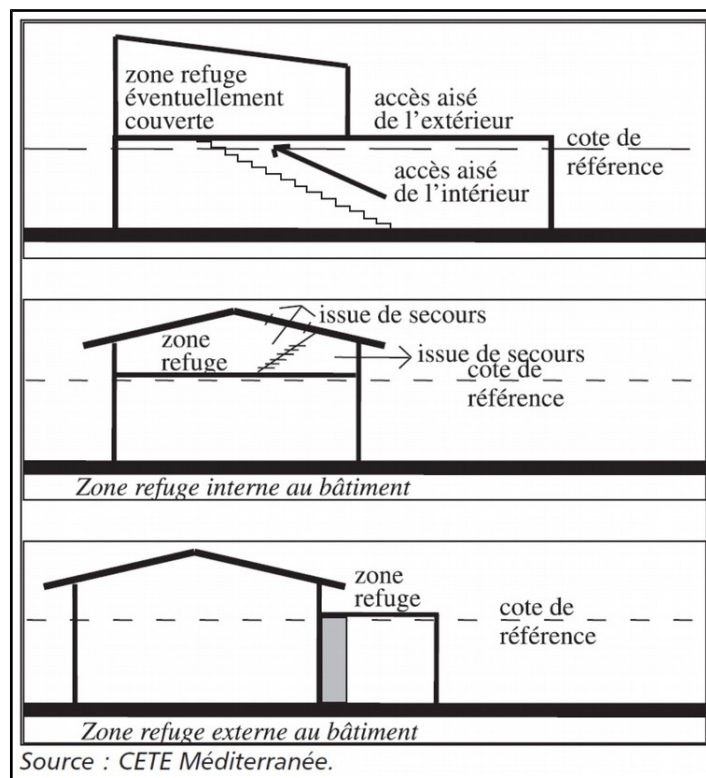 zone refuge
éventuellement
couverte
accès aisé
de l'extérieur
cote de
référence
accès aisé
de l'intérieur
issue de secours
zone
refuge
issue de secours
cote de
référence
Zone refuge interne au bâtiment
zone
refuge
cote de
référence
Zone refuge externe au bâtiment
Source : CETE Méditerranée.